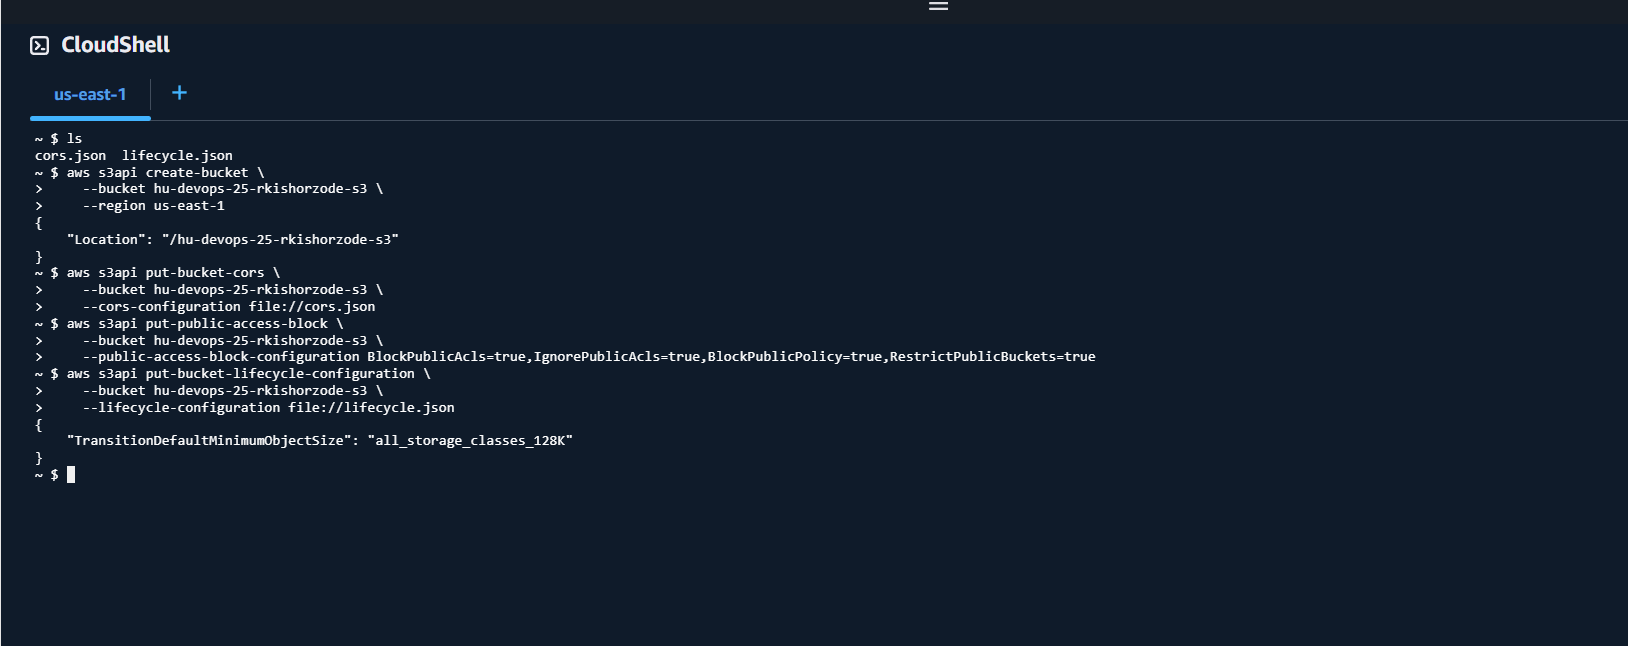 CloudShell
us-east-1 +
~ $ ls
cors.json  lifecycle.json
~ $ aws s3api create-bucket \
>     --bucket hu-devops-25-rkishorzode-s3 \
>     --region us-east-1
{
    "Location": "/hu-devops-25-rkishorzode-s3"
}
~ $ aws s3api put-bucket-cors \
>     --bucket hu-devops-25-rkishorzode-s3 \
>     --cors-configuration file://cors.json
~ $ aws s3api put-public-access-block \
>     --bucket hu-devops-25-rkishorzode-s3 \
>     --public-access-block-configuration BlockPublicAcls=true,IgnorePublicAcls=true,BlockPublicPolicy=true,RestrictPublicBuckets=true
~ $ aws s3api put-bucket-lifecycle-configuration \
>     --bucket hu-devops-25-rkishorzode-s3 \
>     --lifecycle-configuration file://lifecycle.json
{
    "TransitionDefaultMinimumObjectSize": "all_storage_classes_128K"
}
~ $